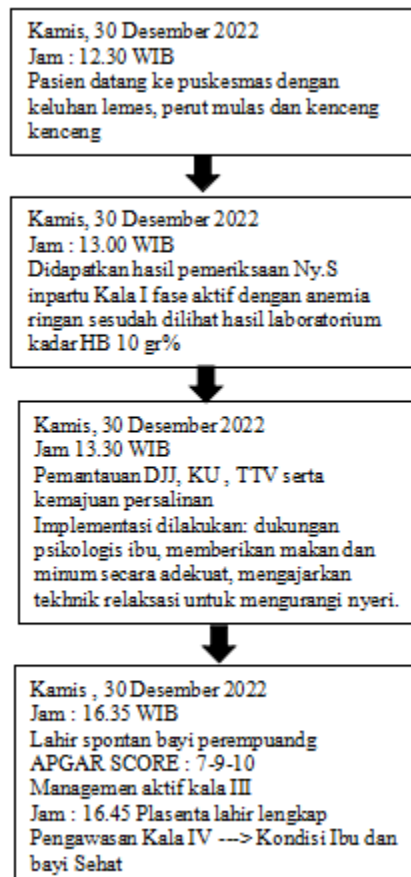 Kamis, 30 Desember 2022
Jam : 12.30 WIB
Pasien datang ke puskesmas dengan
keluhan lemes, perut mulas dan kenceng
kenceng
Kamis, 30 Desember 2022
Jam : 13.00 WIB
Didapatkan hasil pemeriksaan Ny.S
inpartu Kala I fase aktif dengan anemia
ringan sesudah dilihat hasil laboratorium
kadar HB 10 gr%
Kamis, 30 Desember 2022
Jam 13.30 WIB
Pemantauan DJJ, KU , TTV serta
kemajuan persalinan
Implementasi dilakukan: dukungan
psikologis ibu, memberikan makan dan
minum secara adekuat, mengajarkan
tekhnik relaksasi untuk mengurangi nyeri.
Kamis , 30 Desember 2022
Jam : 16.35 WIB
Lahir spontan bayi perempuandg
APGAR SCORE : 7-9-10
Managemen aktif kala III
Jam : 16.45 Plasenta lahir lengkap
Pengawasan Kala IV ---> Kondisi Ibu dan
bayi Sehat